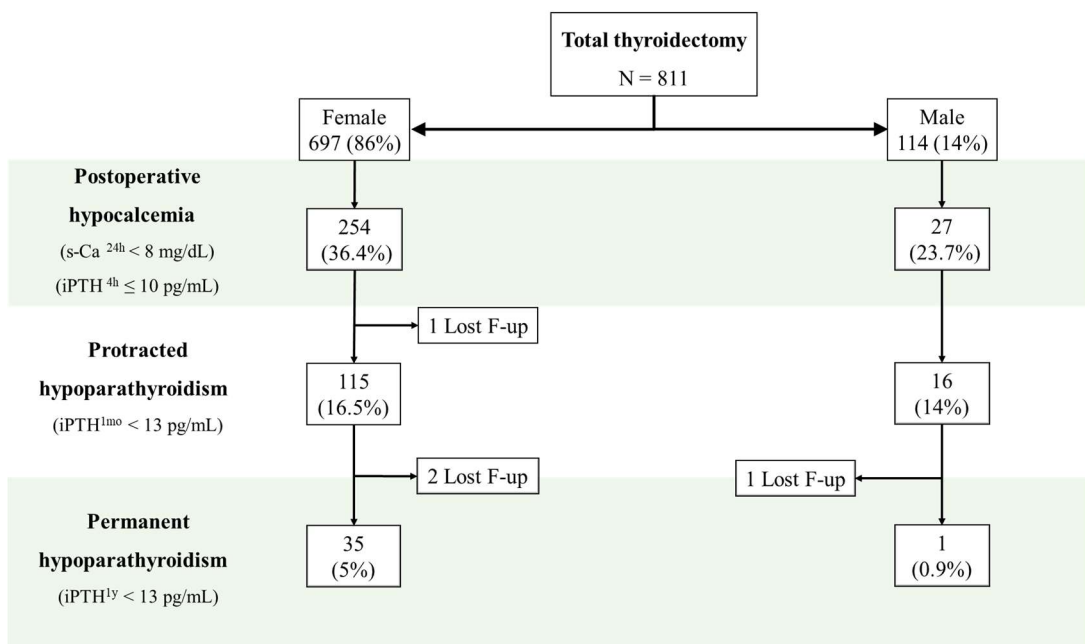 Total thyroidectomy
N = 811
Female
697 (86%)
Male
114 (14%)
Postoperative
hypocalcemia
(s-Ca 24h < 8 mg/dL)
(iPTH 4h ≤ 10 pg/mL)
254
(36.4%)
27
(23.7%)
1 Lost F-up
Protracted
hypoparathyroidism
(iPTH1mo < 13 pg/mL)
115
(16.5%)
16
(14%)
2 Lost F-up
1 Lost F-up
Permanent
hypoparathyroidism
(iPTH1y < 13 pg/mL)
35
(5%)
1
(0.9%)